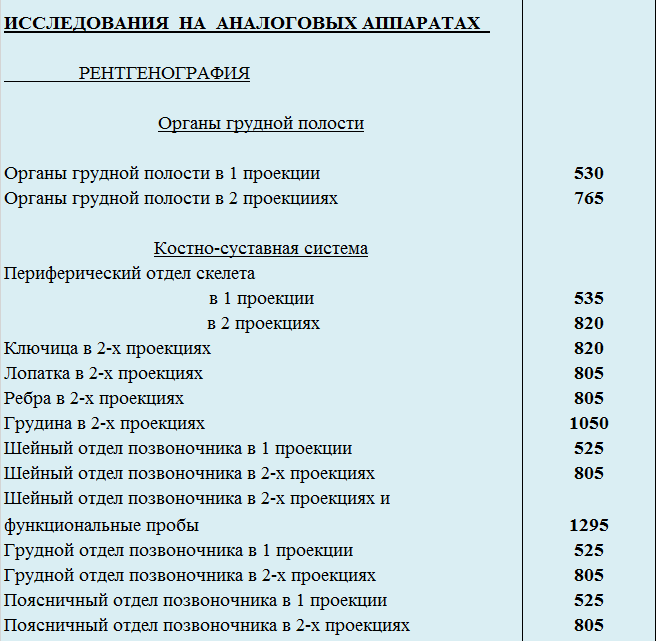 ИССЛЕДОВАНИЯ НА АНАЛОГОВЫХ АППАРАТАХ
РЕНТГЕНОГРАФИЯ
Органы грудной полости
Органы грудной полости в 1 проекции 530
Органы грудной полости в 2 проекцииях 765
Костно-суставная система
Периферический отдел скелета
в 1 проекции 535
в 2 проекциях 820
Ключица в 2-х проекциях 820
Лопатка в 2-х проекциях 805
Ребра в 2-х проекциях 805
Грудина в 2-х проекциях 1050
Шейный отдел позвоночника в 1 проекции 525
Шейный отдел позвоночника в 2-х проекциях 805
Шейный отдел позвоночника в 2-х проекциях и
функциональные пробы 1295
Грудной отдел позвоночника в 1 проекции 525
Грудной отдел позвоночника в 2-х проекциях 805
Поясничный отдел позвоночника в 1 проекции 525
Поясничный отдел позвоночника в 2-х проекциях 805